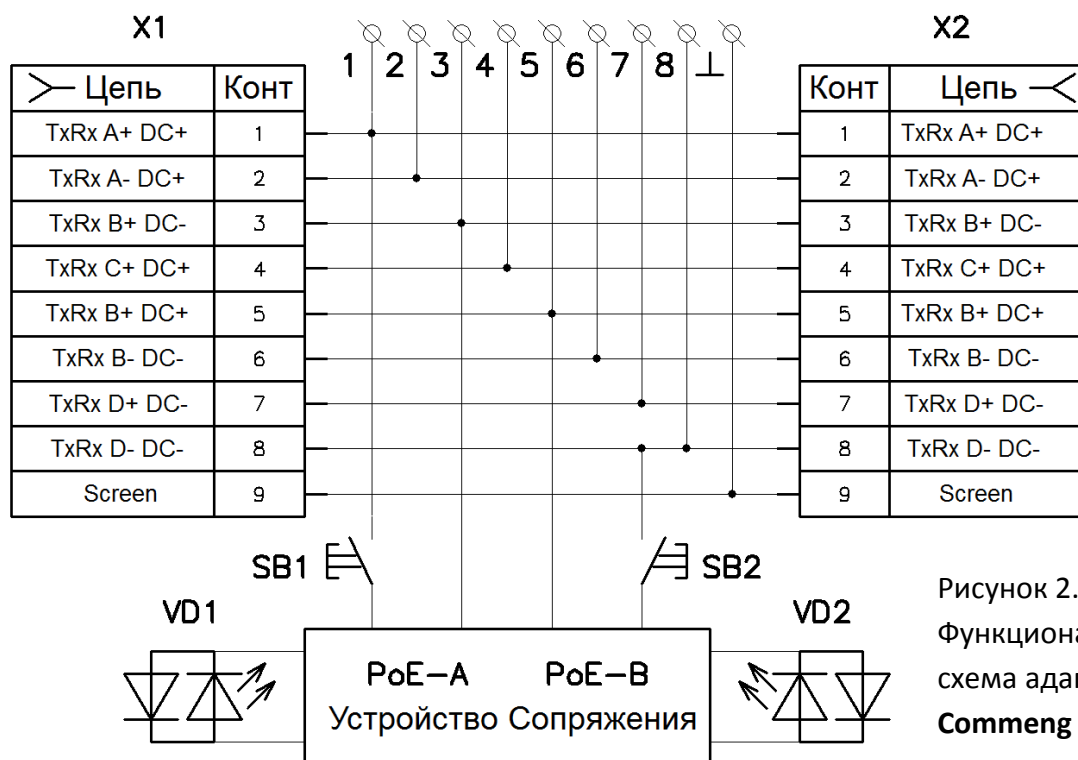 X1
1 2 3 4 5 6 7 8 ⊥
X2
Цепь Конт
TxRx A+ DC+ 1
TxRx A- DC+ 2
TxRx B+ DC- 3
TxRx C+ DC+ 4
TxRx B+ DC+ 5
TxRx B- DC- 6
TxRx D+ DC- 7
TxRx D- DC- 8
Screen 9
Конт Цепь
1 TxRx A+ DC+
2 TxRx A- DC+
3 TxRx B+ DC-
4 TxRx C+ DC+
5 TxRx B+ DC+
6 TxRx B- DC-
7 TxRx D+ DC-
8 TxRx D- DC-
9 Screen
SB1
SB2
VD1
VD2
PoE-A PoE-B
Устройство Сопряжения
Рисунок 2.
Функциона
схема ада
Commeng